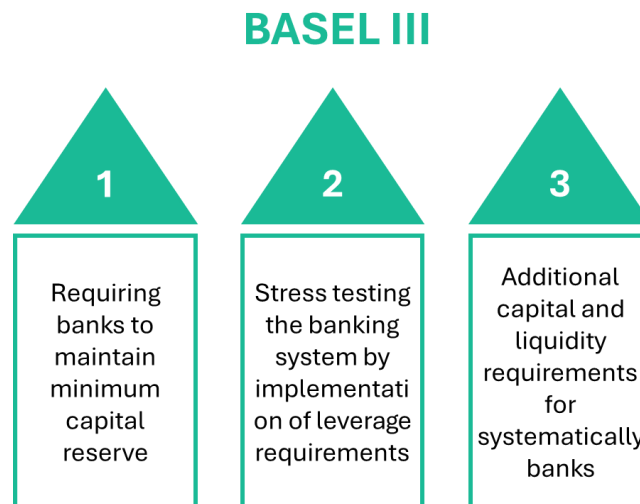 BASEL III
1
Requiring
banks to
maintain
minimum
capital
reserve
2
Stress testing
the banking
system by
implementati
on of leverage
requirements
3
Additional
capital and
liquidity
requirements
for
systematically
banks